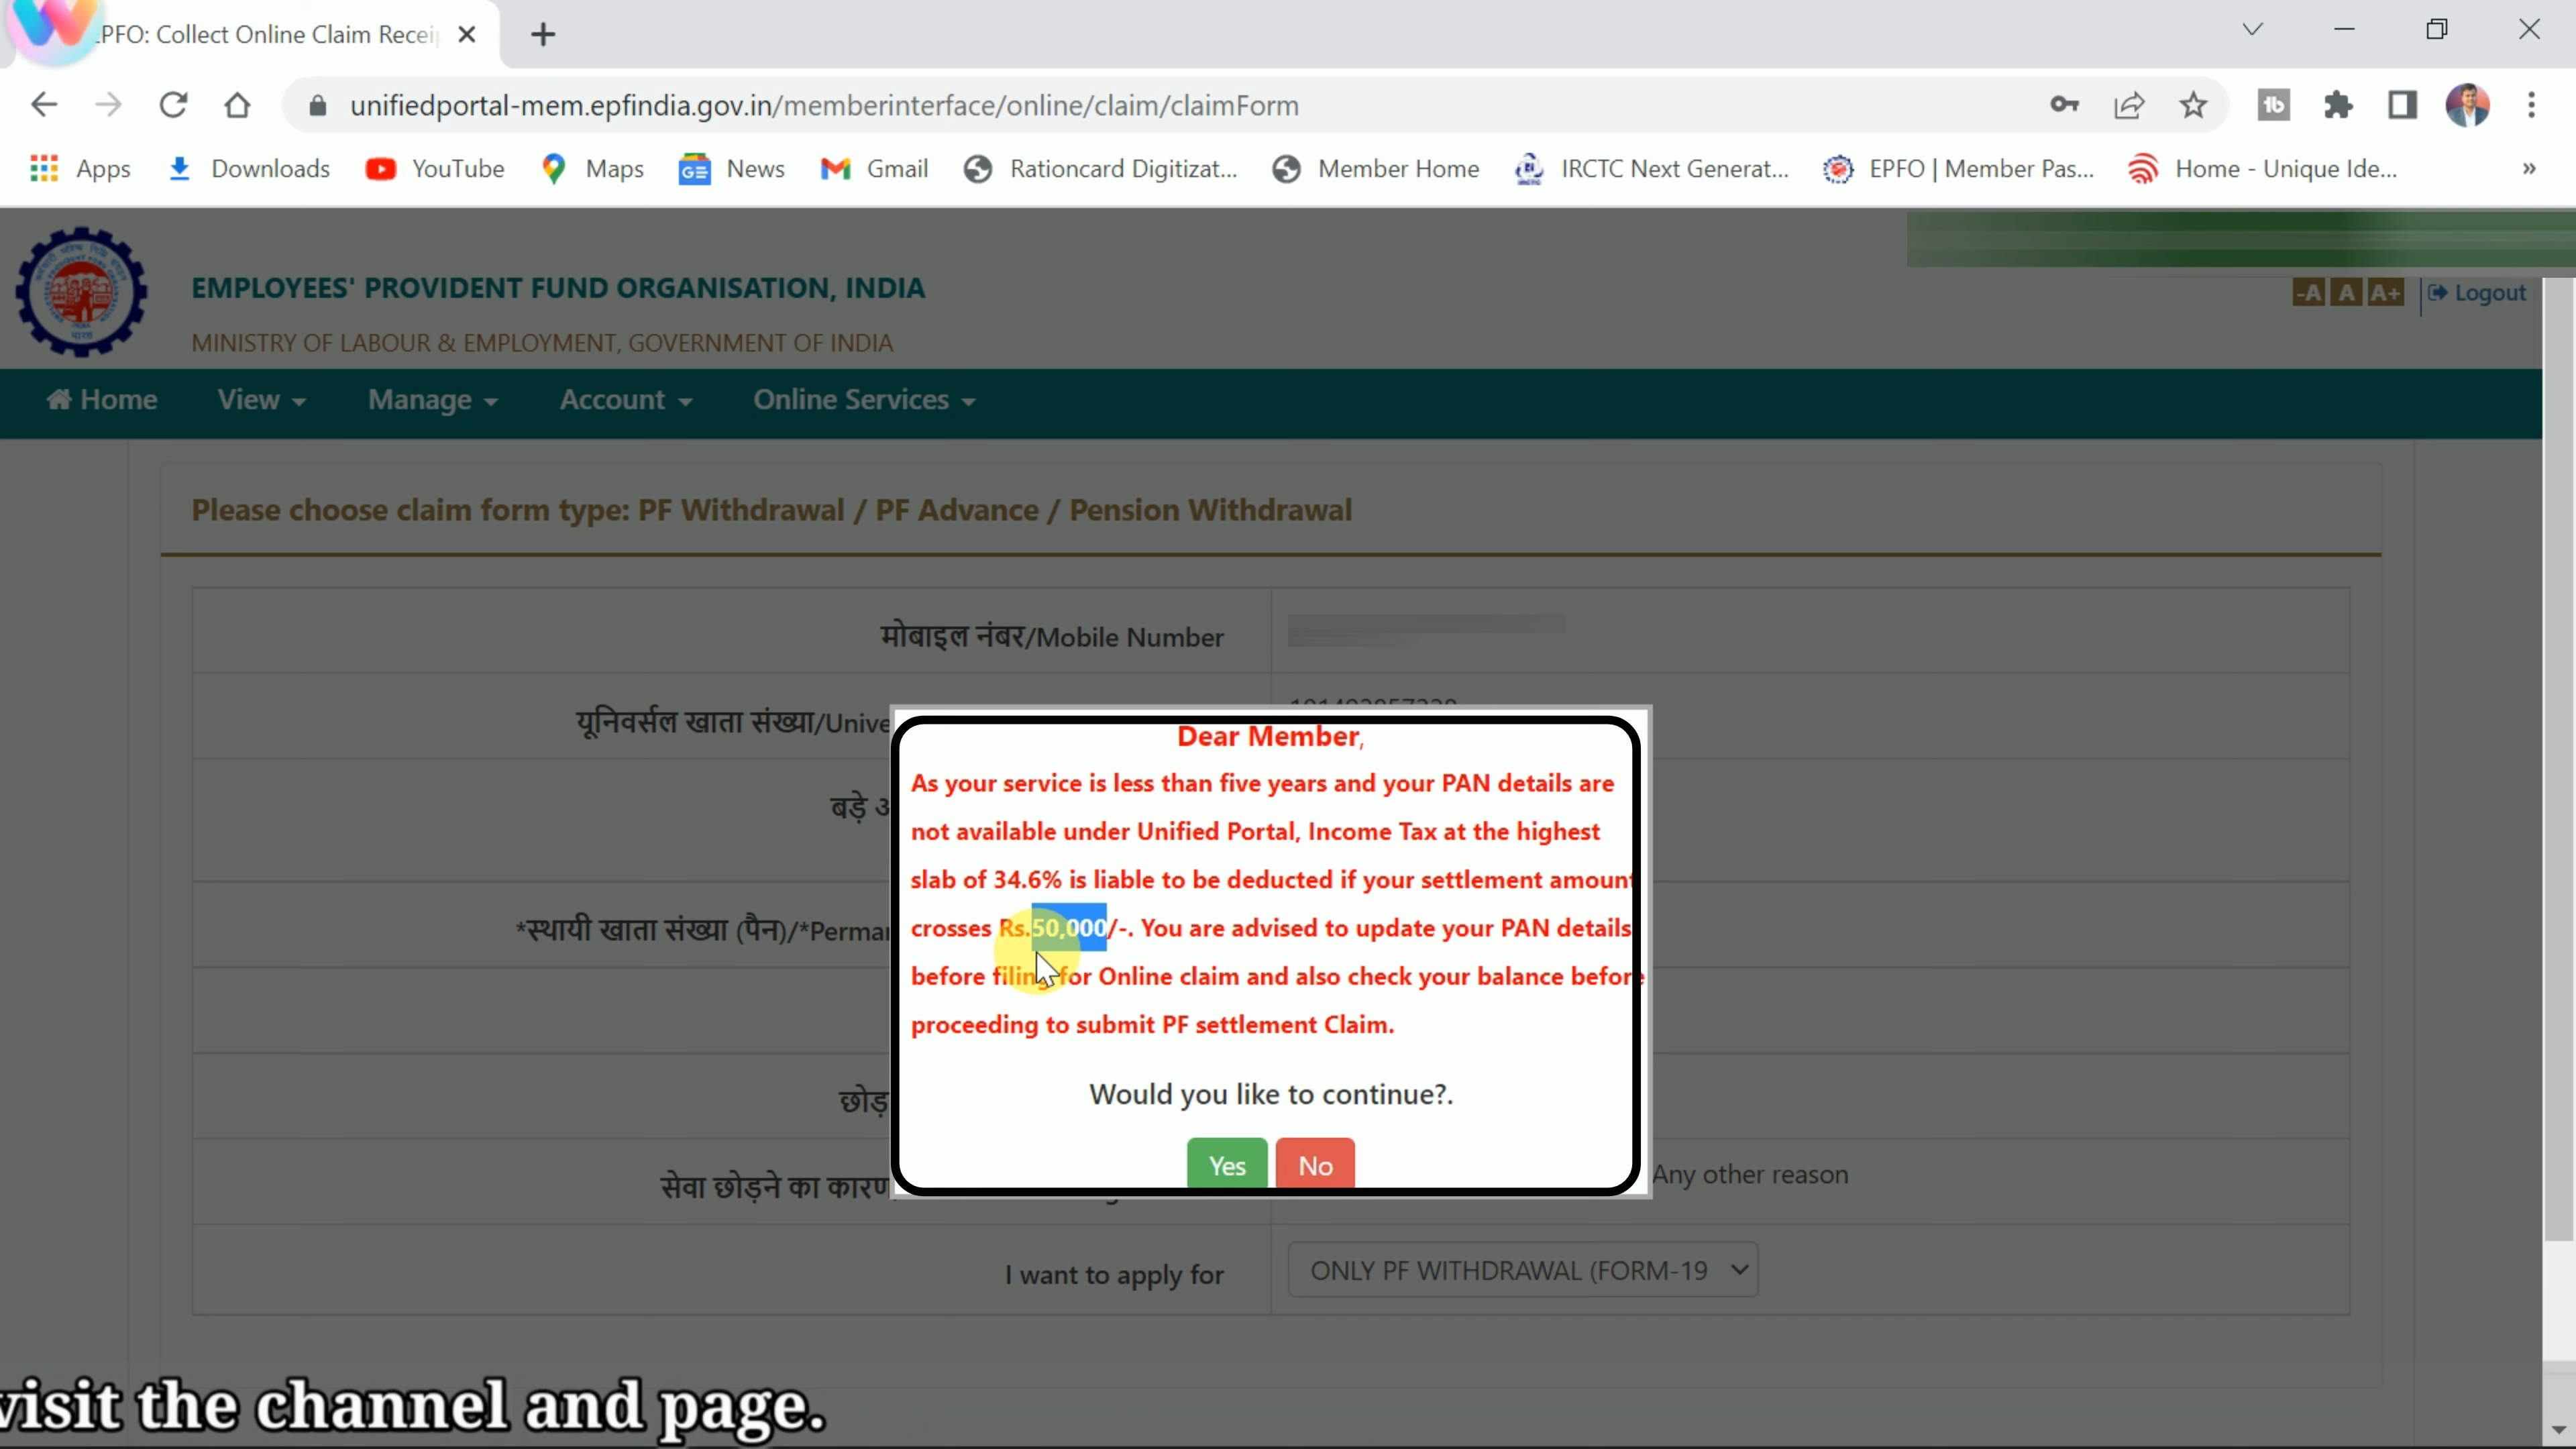 EPFO: Collect Online Claim Recei
unifiedportal-mem.epfindia.gov.in/memberinterface/online/claim/claimForm
Apps Downloads YouTube Maps News Gmail Rationcard Digitizat... Member Home IRCTC Next Generat... EPFO | Member Pas... Home - Unique Ide... »
EMPLOYEES' PROVIDENT FUND ORGANISATION, INDIA
-A A A+ Logout
MINISTRY OF LABOUR & EMPLOYMENT, GOVERNMENT OF INDIA
Home View Manage Account Online Services
Please choose claim form type: PF Withdrawal / PF Advance / Pension Withdrawal
मोबाइल नंबर/Mobile Number
यूनिवर्सल खाता संख्या/Unive
बड़े
*स्थायी खाता संख्या (पैन)/*Permar
छोड़
सेवा छोड़ने का कारण
Any other reason
I want to apply for ONLY PF WITHDRAWAL (FORM-19
Dear Member,
As your service is less than five years and your PAN details are
not available under Unified Portal, Income Tax at the highest
slab of 34.6% is liable to be deducted if your settlement amount
crosses Rs.50,000/-. You are advised to update your PAN details
before filing for Online claim and also check your balance before
proceeding to submit PF settlement Claim.
Would you like to continue?.
Yes No
visit the channel and page.